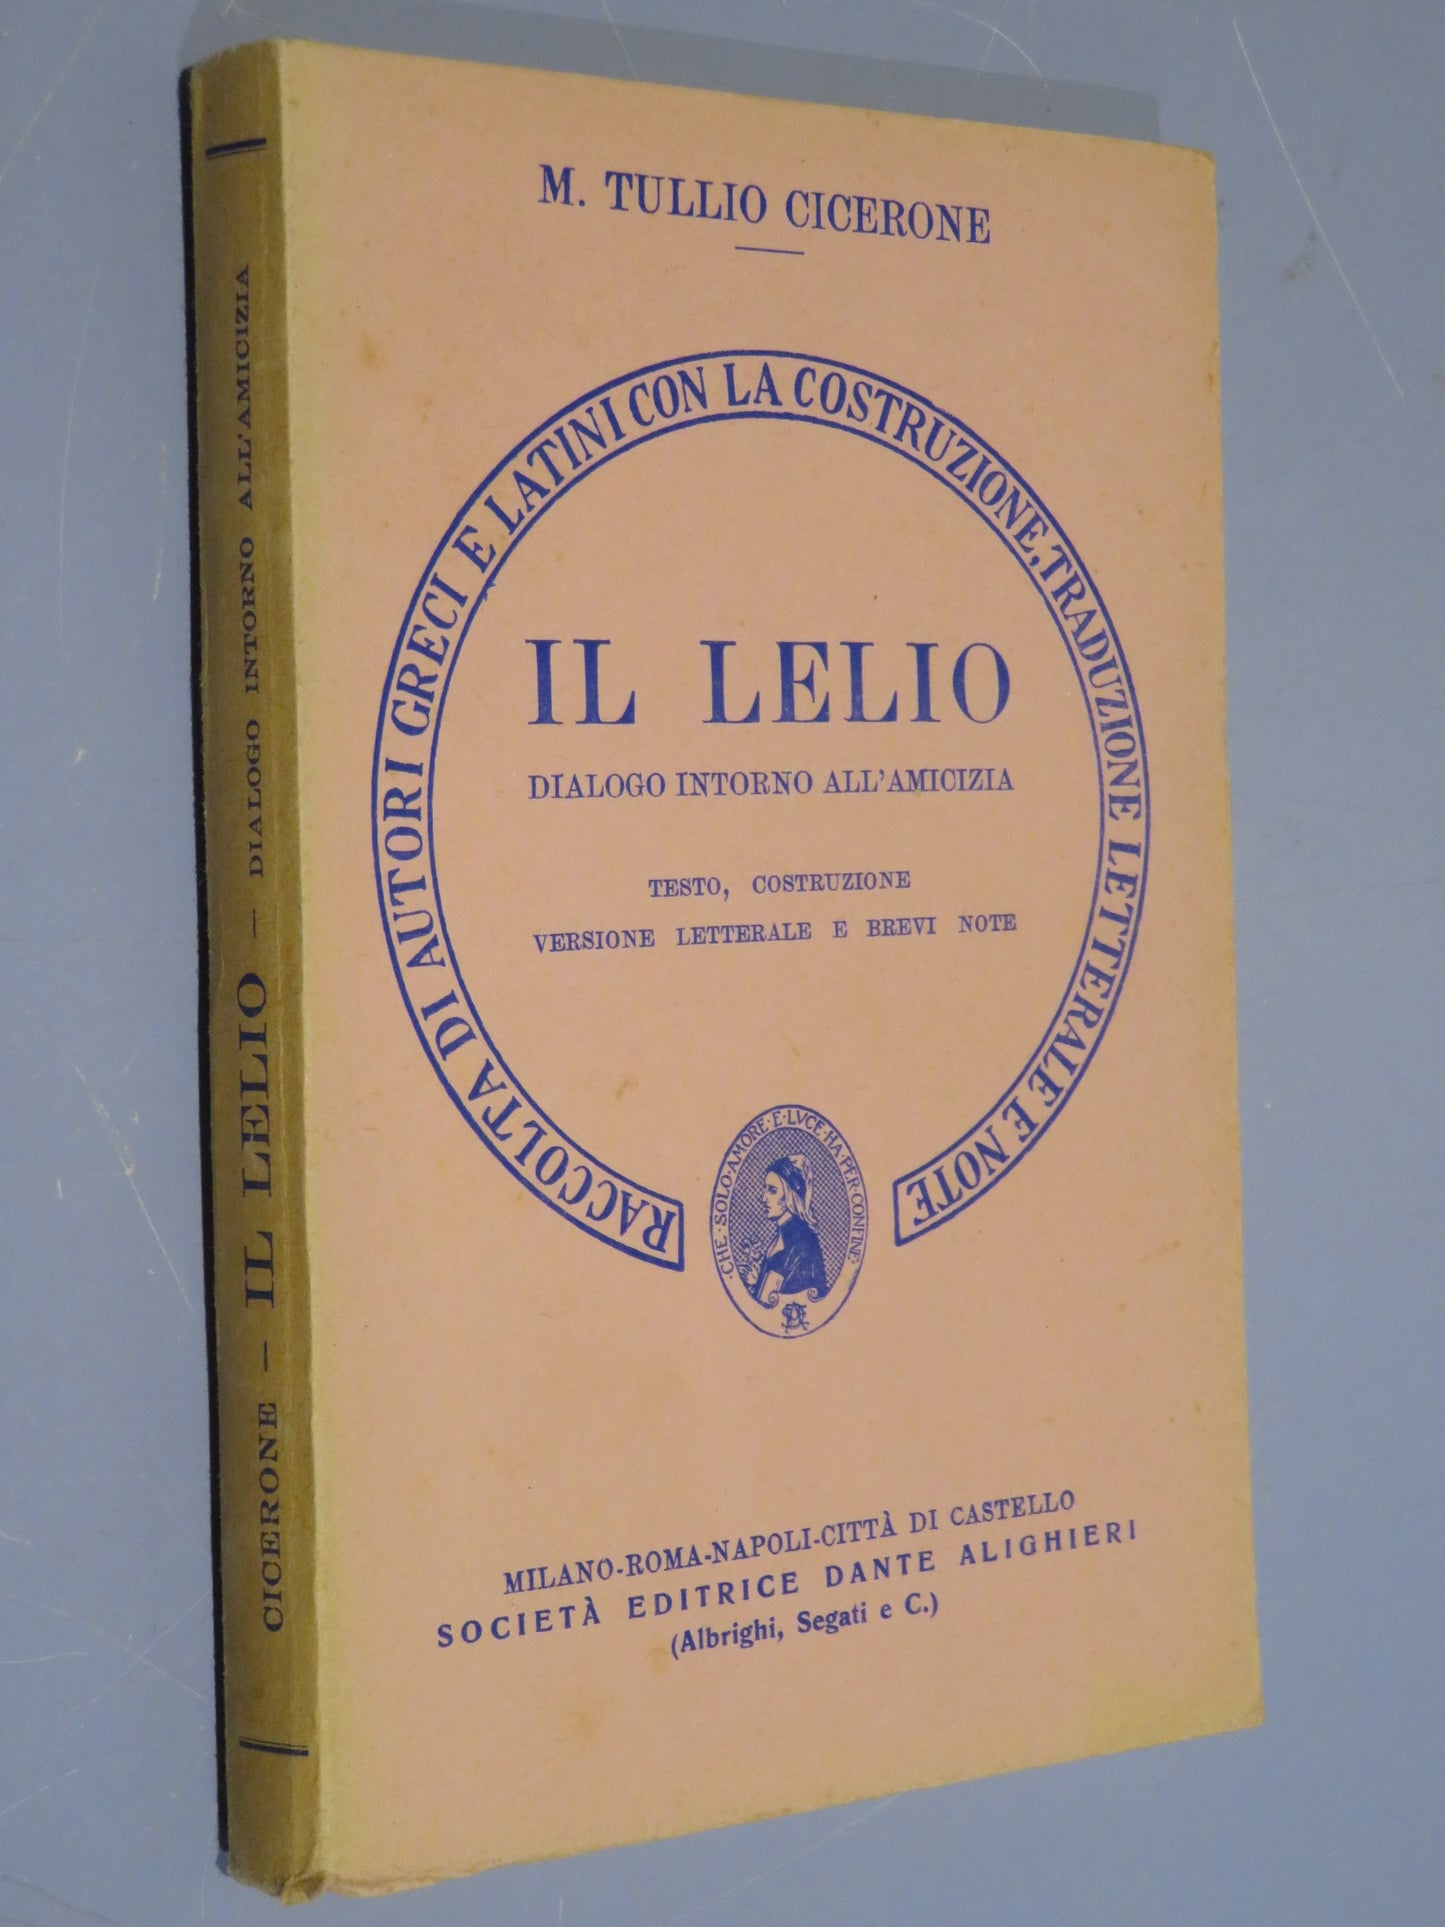 M. TULLIO CICERONE
RACCOLTA DI AUTORI GRECI E LATINI CON LA COSTRUZIONE, TRADUZIONE LETTERALE E NOTE
IL LELIO
DIALOGO INTORNO ALL'AMICIZIA
TESTO, COSTRUZIONE
VERSIONE LETTERALE E BREVI NOTE
·CHE·SOLO·AMORE·E·LVCE·HA·PER·CONFINE·
MILANO-ROMA-NAPOLI-CITTÀ DI CASTELLO
SOCIETÀ EDITRICE DANTE ALIGHIERI
(Albrighi, Segati e C.)
CICERONE — IL LELIO — DIALOGO INTORNO ALL'AMICIZIA